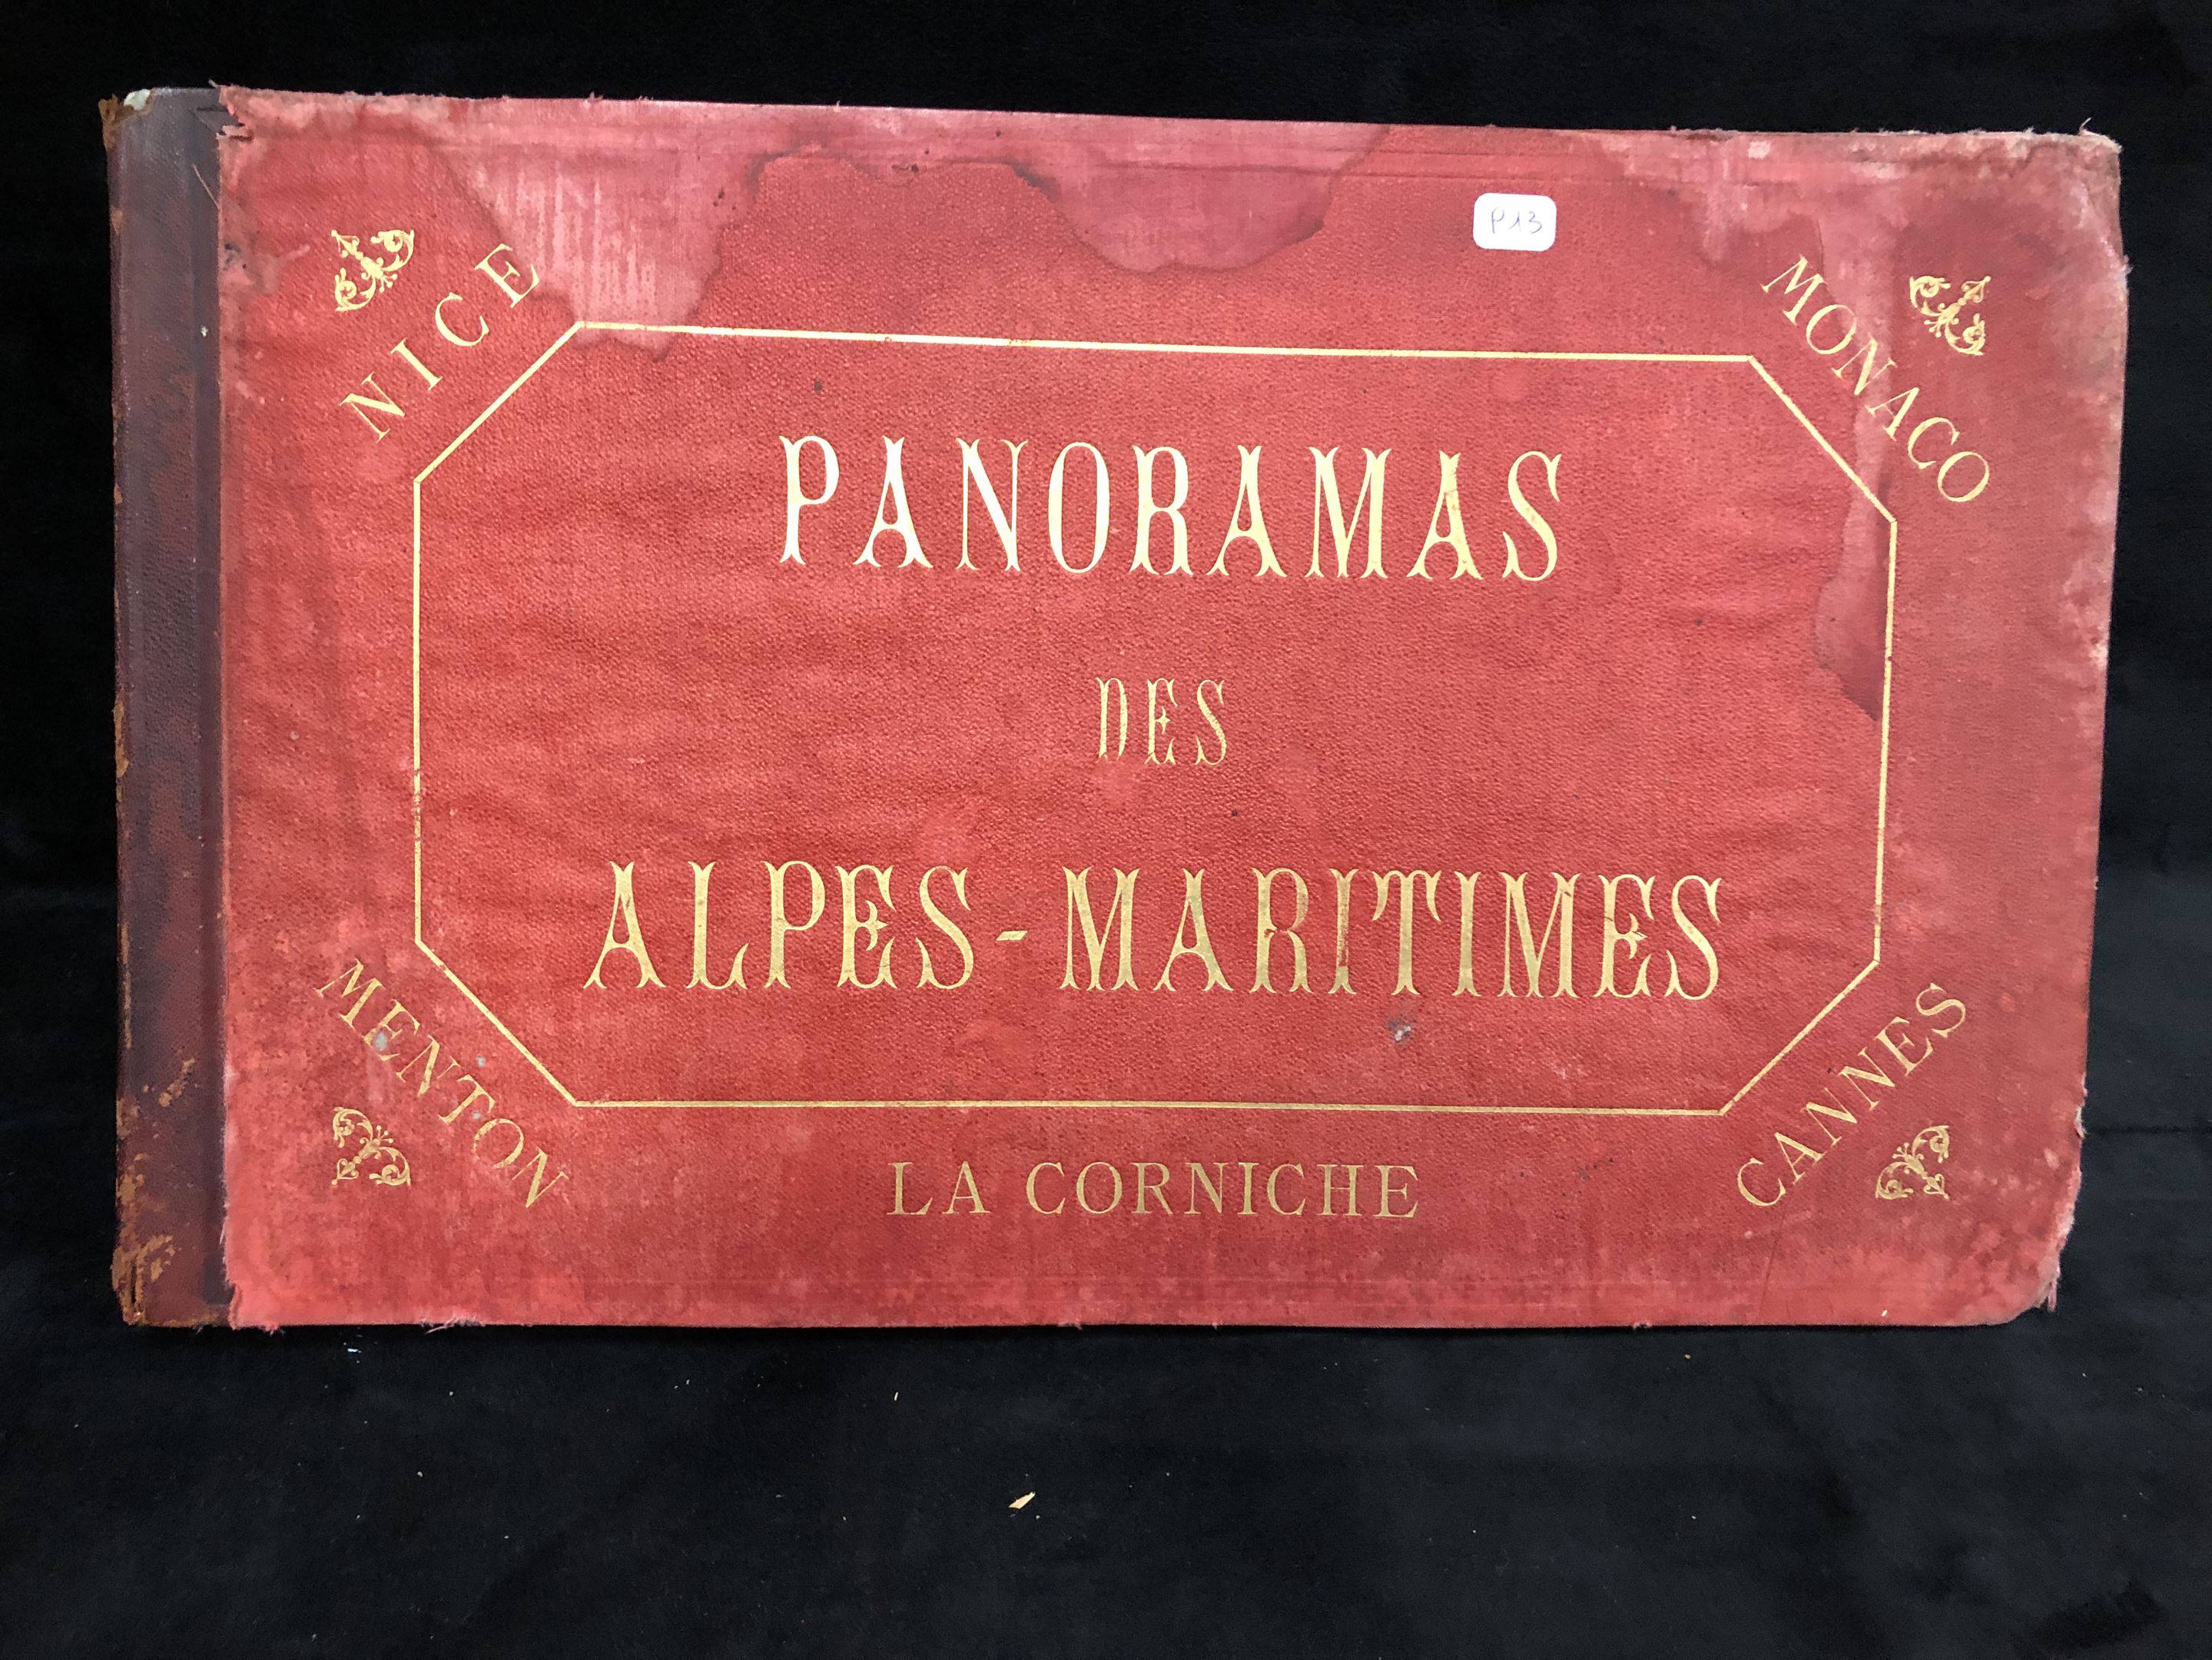 P13
NICE
MONACO
PANORAMAS
DES
ALPES-MARITIMES
MENTON
CANNES
LA CORNICHE